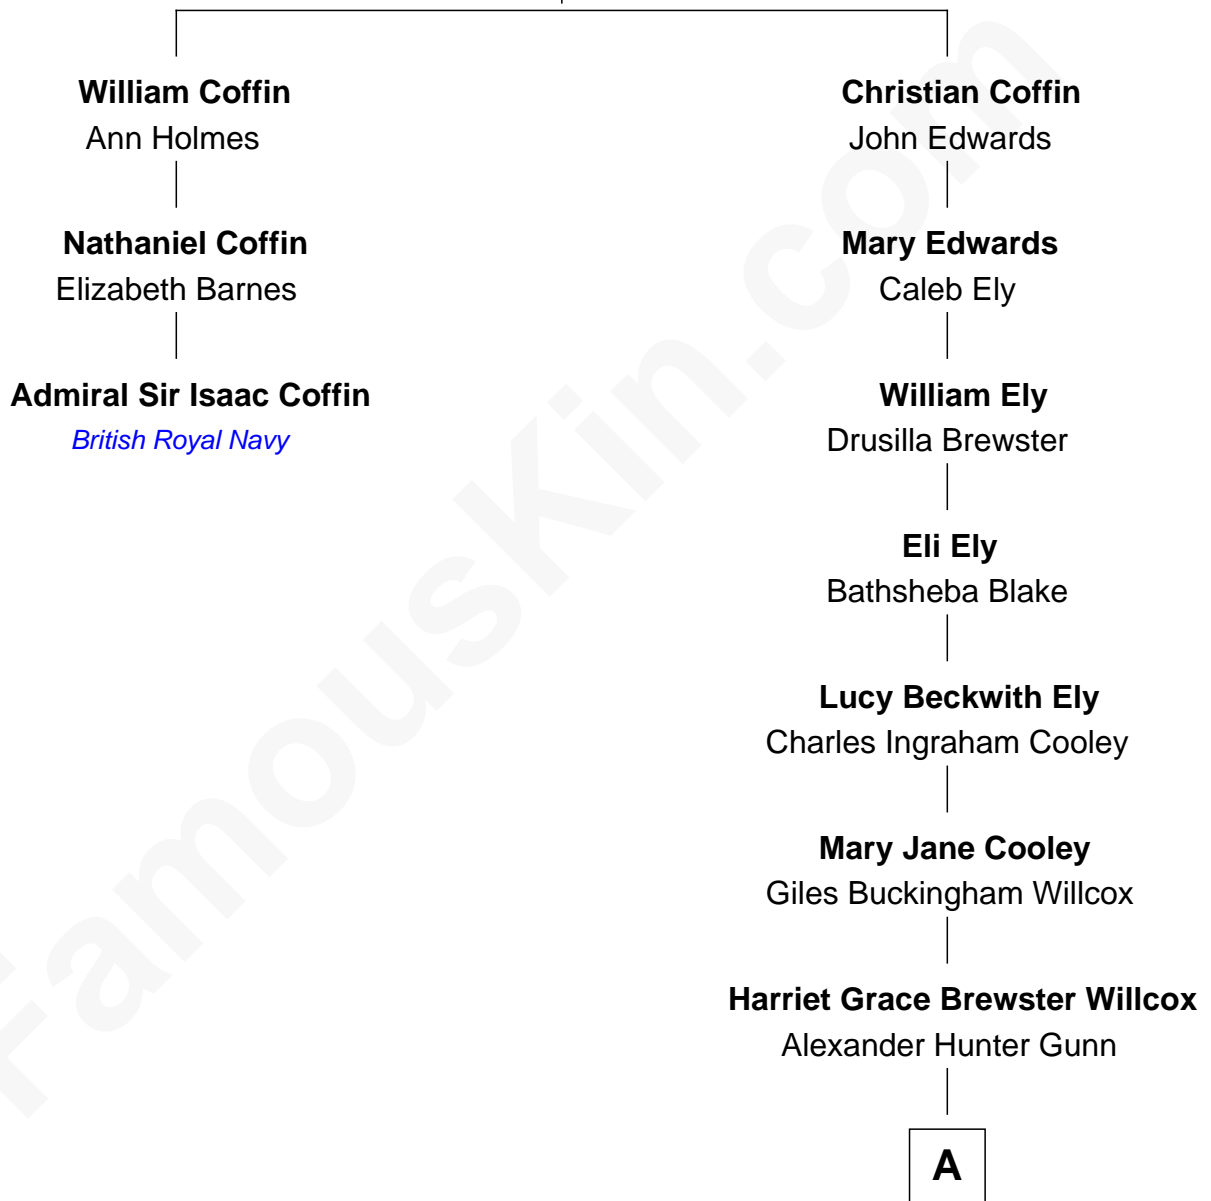 William Coffin
Ann Holmes
Nathaniel Coffin
Elizabeth Barnes
Admiral Sir Isaac Coffin
British Royal Navy
Christian Coffin
John Edwards
Mary Edwards
Caleb Ely
William Ely
Drusilla Brewster
Eli Ely
Bathsheba Blake
Lucy Beckwith Ely
Charles Ingraham Cooley
Mary Jane Cooley
Giles Buckingham Willcox
Harriet Grace Brewster Willcox
Alexander Hunter Gunn
A
FamousKin.com